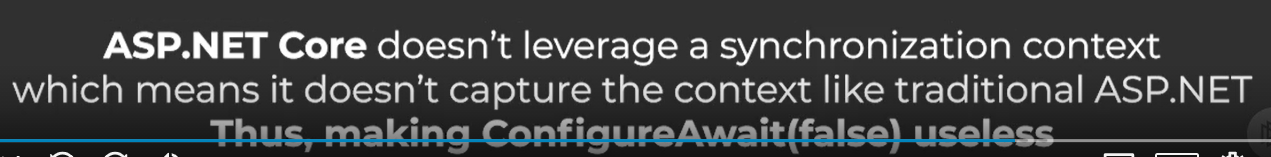 ASP.NET Core doesn't leverage a synchronization context
which means it doesn't capture the context like traditional ASP.NET
Thus, making ConfigureAwait(false) useless